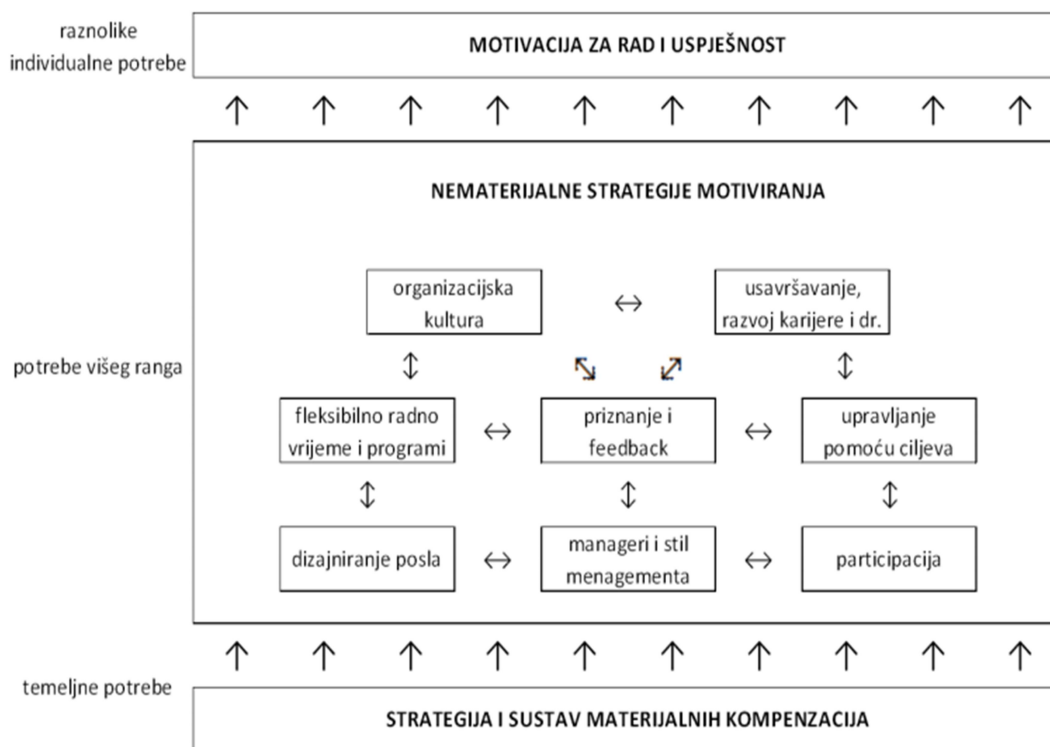 raznolike
individualne potrebe
MOTIVACIJA ZA RAD I USPJEŠNOST
NEMATERIJALNE STRATEGIJE MOTIVIRANJA
organizacijska
kultura
usavršavanje,
razvoj karijere i dr.
potrebe višeg ranga
fleksibilno radno
vrijeme i programi
priznanje i
feedback
upravljanje
pomoću ciljeva
dizajniranje posla
manageri i stil
menagementa
participacija
temeljne potrebe
STRATEGIJA I SUSTAV MATERIJALNIH KOMPENZACIJA